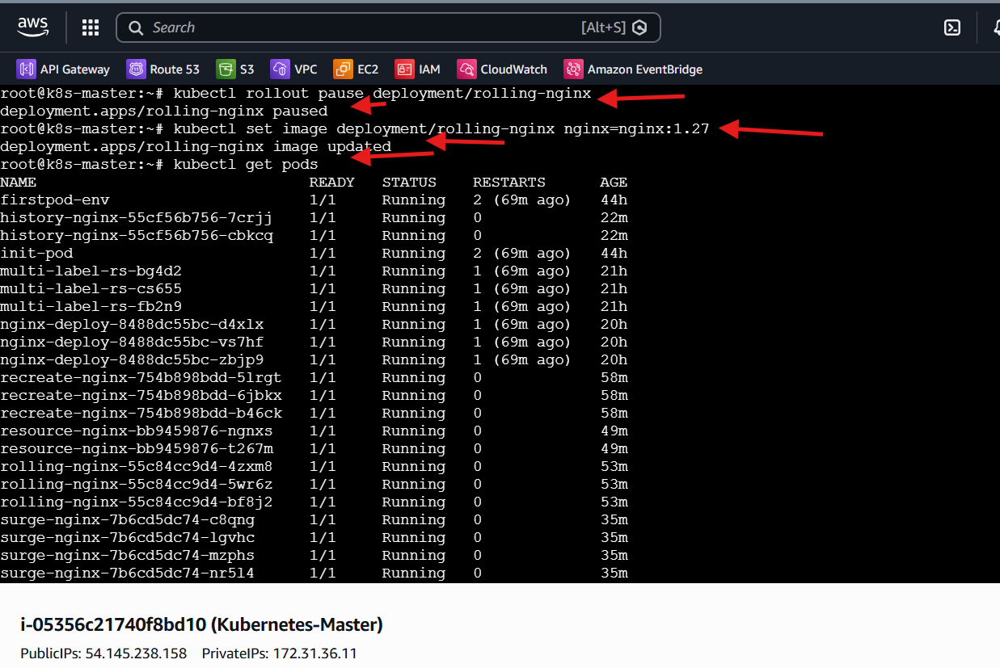 aws
Search [Alt+S]
API Gateway Route 53 S3 VPC EC2 IAM CloudWatch Amazon EventBridge
root@k8s-master:~# kubectl rollout pause deployment/rolling-nginx
deployment.apps/rolling-nginx paused
root@k8s-master:~# kubectl set image deployment/rolling-nginx nginx=nginx:1.27
deployment.apps/rolling-nginx image updated
root@k8s-master:~# kubectl get pods
NAME READY STATUS RESTARTS AGE
firstpod-env 1/1 Running 2 (69m ago) 44h
history-nginx-55cf56b756-7crjj 1/1 Running 0 22m
history-nginx-55cf56b756-cbkcq 1/1 Running 0 22m
init-pod 1/1 Running 2 (69m ago) 44h
multi-label-rs-bg4d2 1/1 Running 1 (69m ago) 21h
multi-label-rs-cs655 1/1 Running 1 (69m ago) 21h
multi-label-rs-fb2n9 1/1 Running 1 (69m ago) 21h
nginx-deploy-8488dc55bc-d4xlx 1/1 Running 1 (69m ago) 20h
nginx-deploy-8488dc55bc-vs7hf 1/1 Running 1 (69m ago) 20h
nginx-deploy-8488dc55bc-zbjp9 1/1 Running 1 (69m ago) 20h
recreate-nginx-754b898bdd-5lrgt 1/1 Running 0 58m
recreate-nginx-754b898bdd-6jbkx 1/1 Running 0 58m
recreate-nginx-754b898bdd-b46ck 1/1 Running 0 58m
resource-nginx-bb9459876-ngnxs 1/1 Running 0 49m
resource-nginx-bb9459876-t267m 1/1 Running 0 49m
rolling-nginx-55c84cc9d4-4zxm8 1/1 Running 0 53m
rolling-nginx-55c84cc9d4-5wr6z 1/1 Running 0 53m
rolling-nginx-55c84cc9d4-bf8j2 1/1 Running 0 53m
surge-nginx-7b6cd5dc74-c8qng 1/1 Running 0 35m
surge-nginx-7b6cd5dc74-lgvhc 1/1 Running 0 35m
surge-nginx-7b6cd5dc74-mzphs 1/1 Running 0 35m
surge-nginx-7b6cd5dc74-nr5l4 1/1 Running 0 35m
i-05356c21740f8bd10 (Kubernetes-Master)
PublicIPs: 54.145.238.158 PrivateIPs: 172.31.36.11